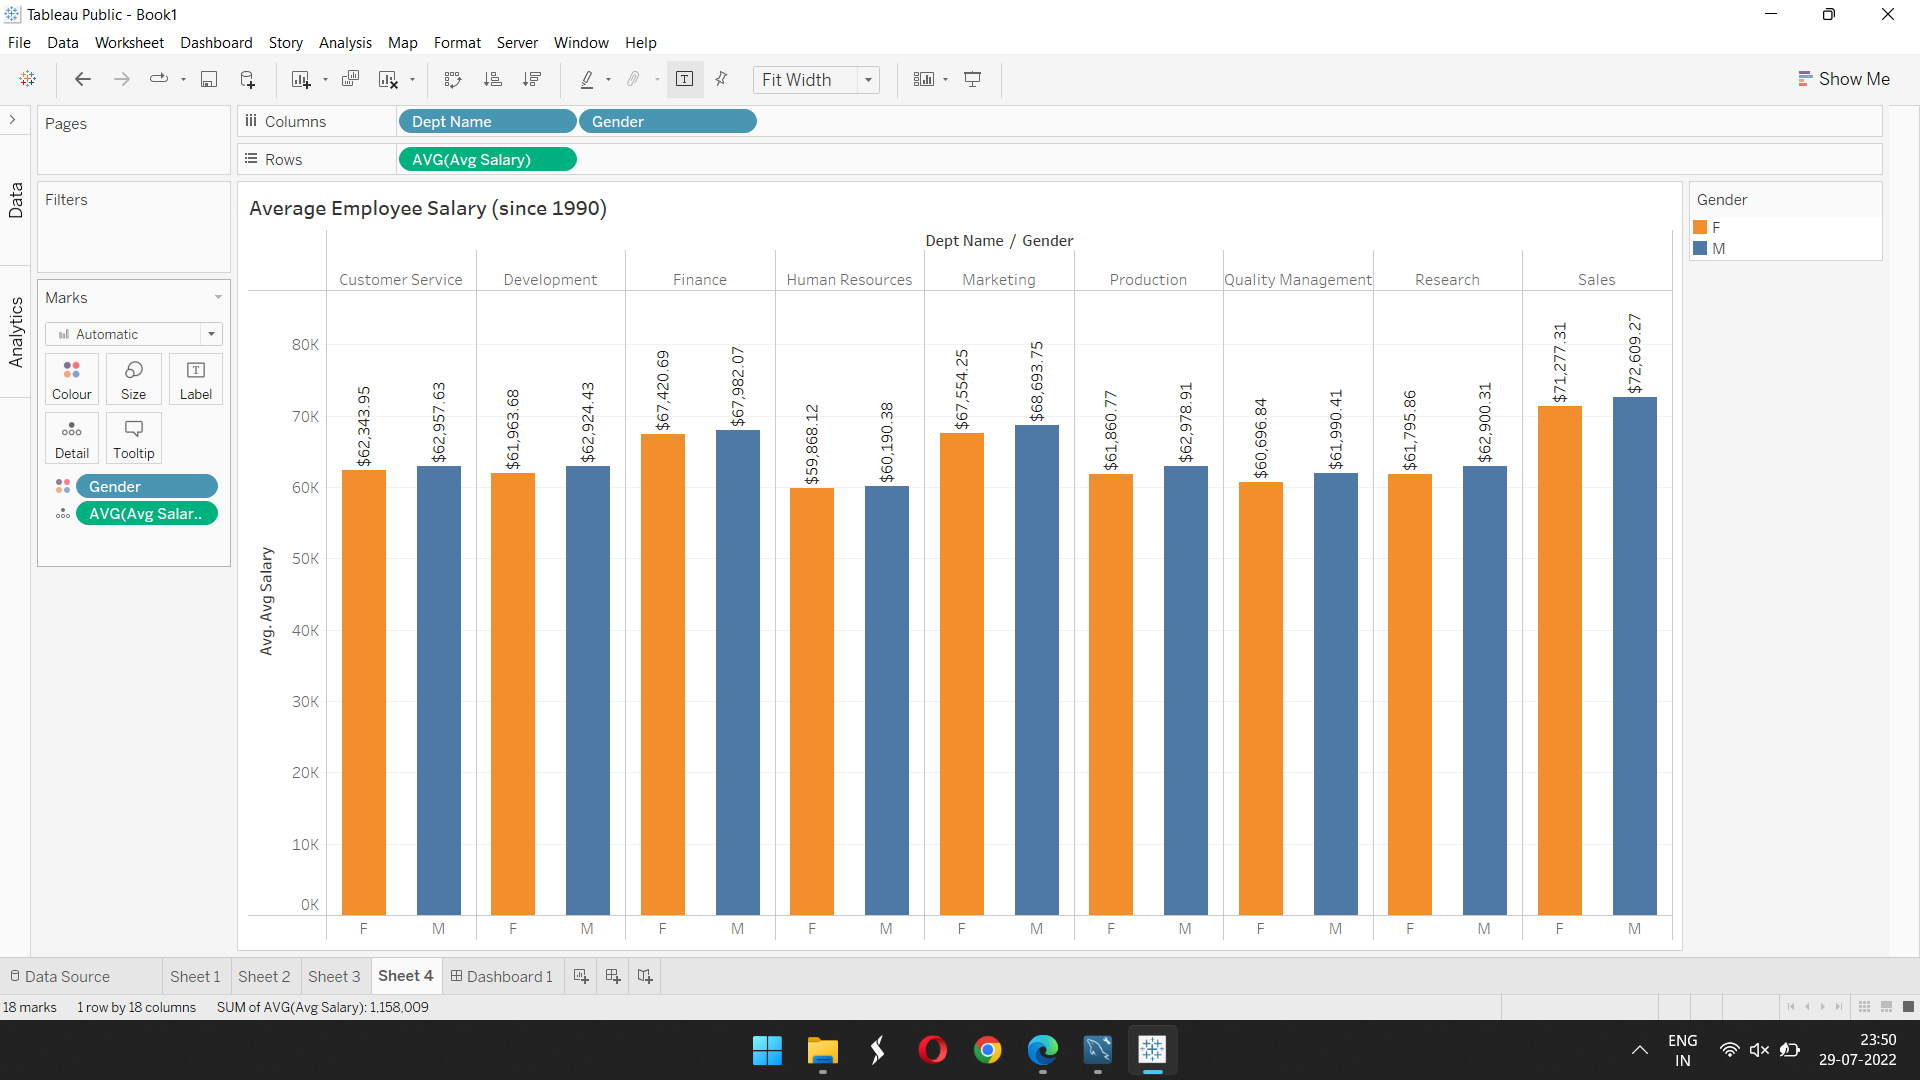 Tableau Public - Book1
File Data Worksheet Dashboard Story Analysis Map Format Server Window Help
Fit Width
Show Me
Pages
Columns
Dept Name
Gender
Rows
AVG(Avg Salary)
Data
Analytics
Filters
Marks
Automatic
Colour
Size
Label
Detail
Tooltip
Gender
AVG(Avg Salar..
Average Employee Salary (since 1990)
Dept Name / Gender
Customer Service Development Finance Human Resources Marketing Production Quality Management Research Sales
Avg. Avg Salary
80K
70K
60K
50K
40K
30K
20K
10K
0K
$62,343.95
$62,957.63
$61,963.68
$62,924.43
$67,420.69
$67,982.07
$59,868.12
$60,190.38
$67,554.25
$68,693.75
$61,860.77
$62,978.91
$60,696.84
$61,990.41
$61,795.86
$62,900.31
$71,277.31
$72,609.27
F M F M F M F M F M F M F M F M F M
Gender
F
M
Data Source Sheet 1 Sheet 2 Sheet 3 Sheet 4 Dashboard 1
18 marks 1 row by 18 columns SUM of AVG(Avg Salary): 1,158,009
ENG
IN
23:50
29-07-2022